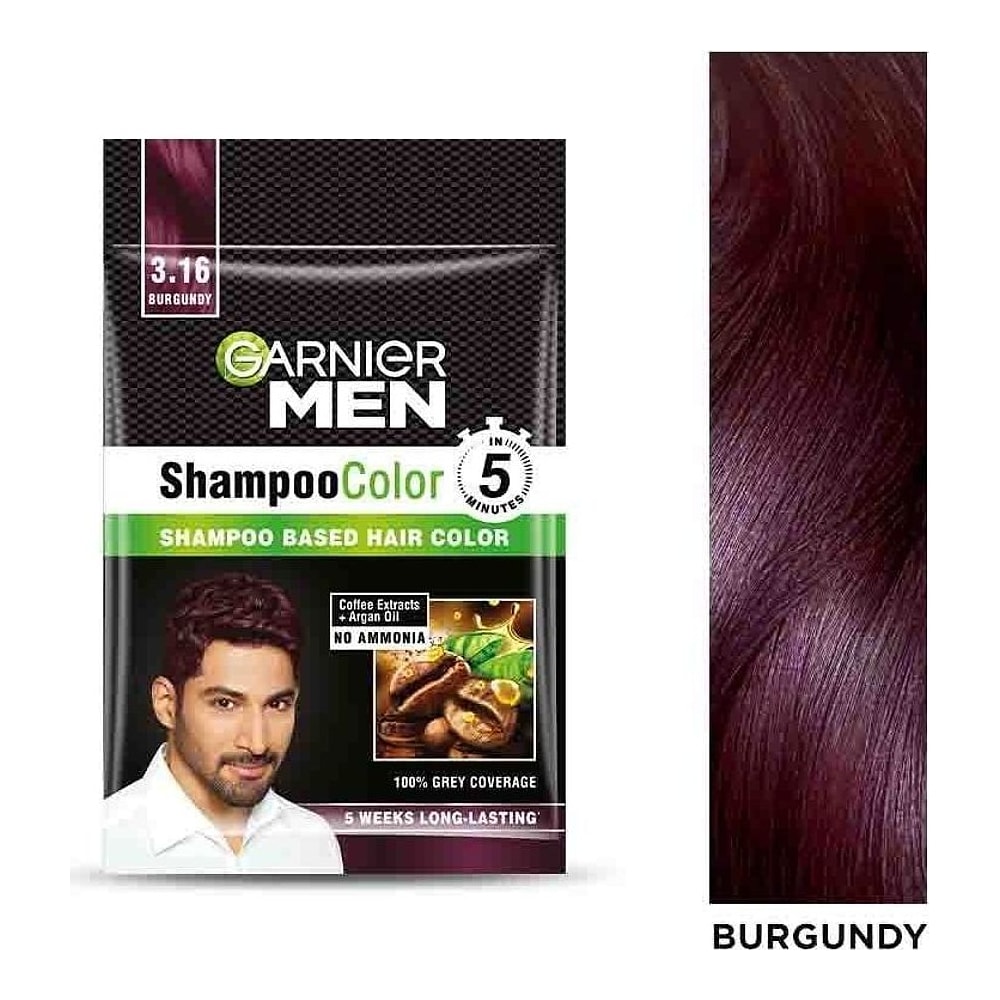 3.16
BURGUNDY
GARNIER
MEN
ShampooColor
IN
5
MINUTES
SHAMPOO BASED HAIR COLOR
Coffee Extracts
+ Argan Oil
NO AMMONIA
100% GREY COVERAGE
5 WEEKS LONG-LASTING*
BURGUNDY